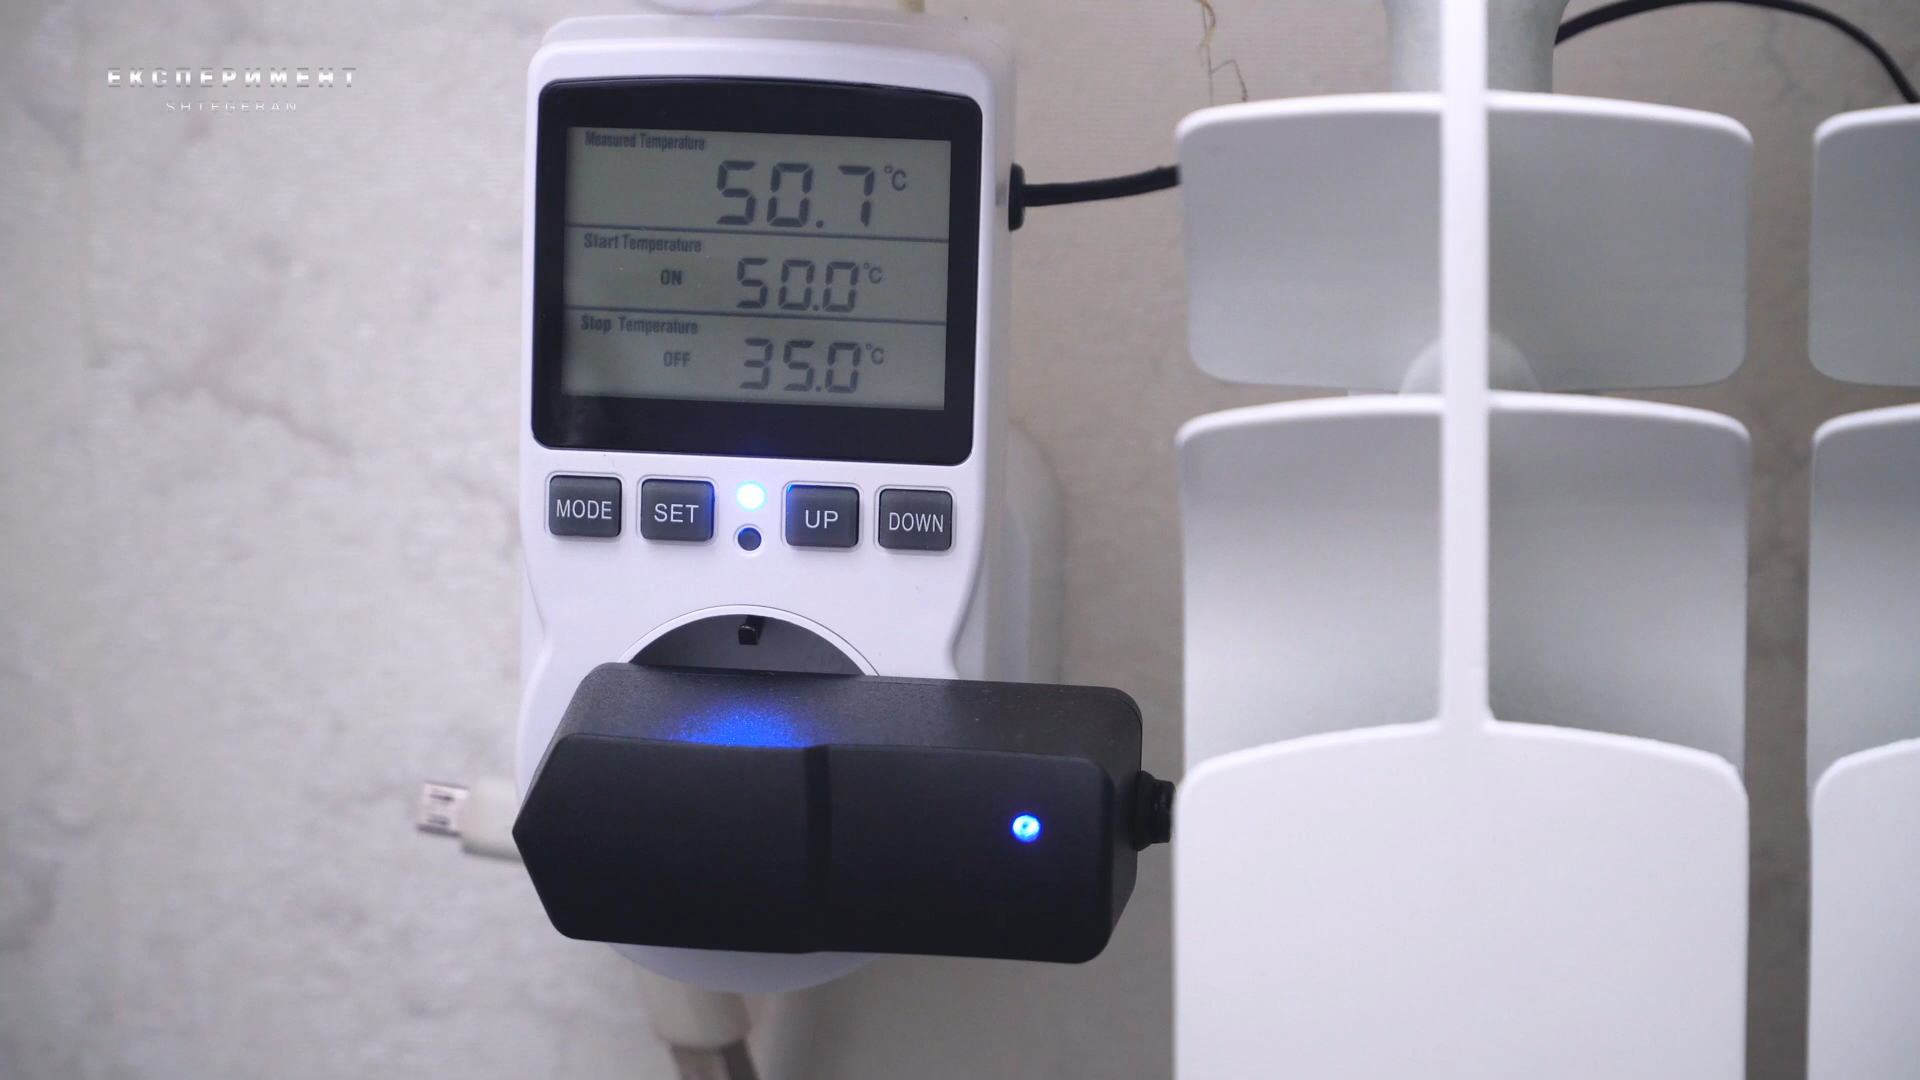 ЕКСПЕРИМЕНТ
SHTEGERAN
Measured Temperature
50.7 °C
Start Temperature
ON 50.0 °C
Stop Temperature
OFF 35.0 °C
MODE SET UP DOWN